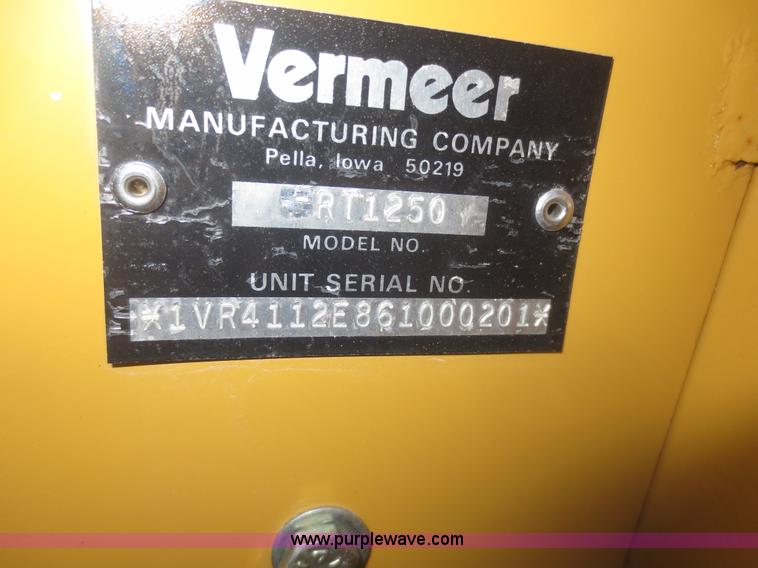 Vermeer
MANUFACTURING COMPANY
Pella, Iowa 50219
RT1250
MODEL NO.
UNIT SERIAL NO.
*1VR4112E861000201*
www.purplewave.com